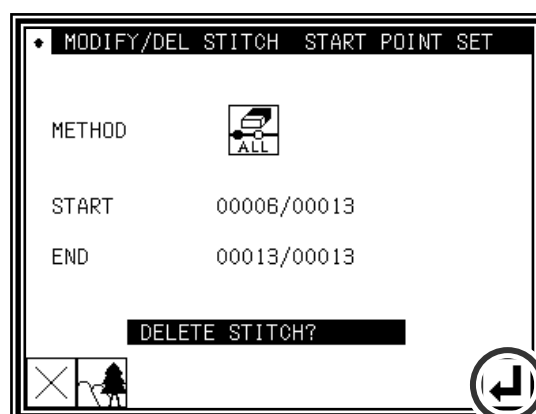 MODIFY/DEL STITCH START POINT SET
METHOD
ALL
START 00006/00013
END 00013/00013
DELETE STITCH?